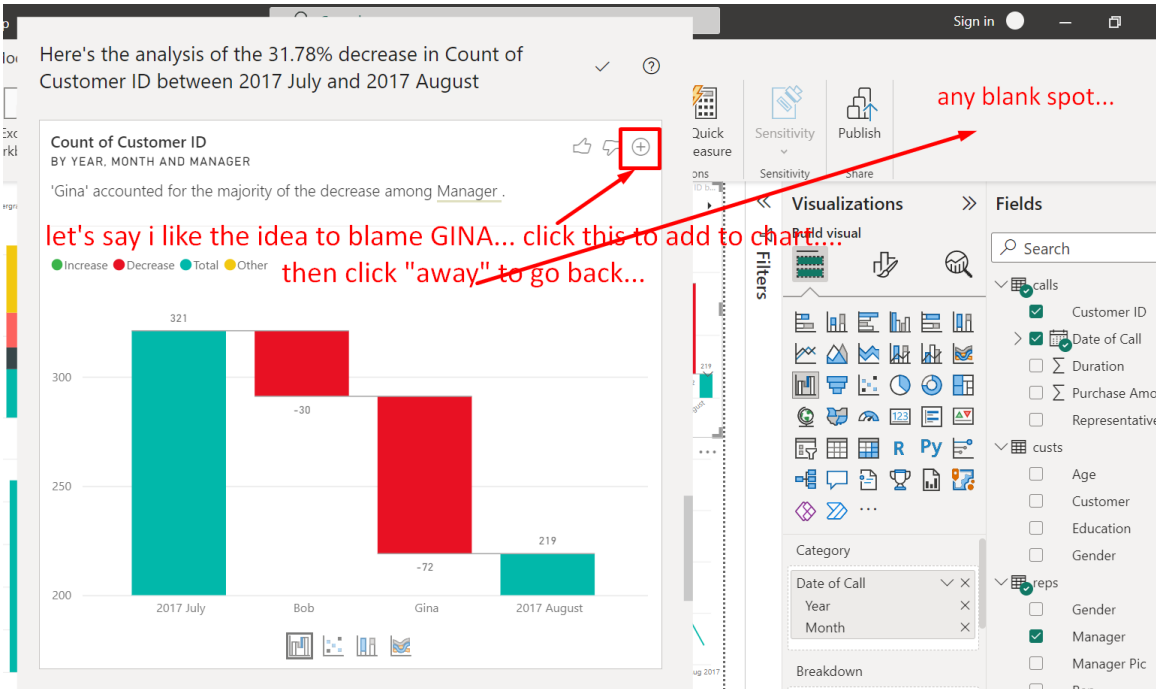 Sign in
Here's the analysis of the 31.78% decrease in Count of
Customer ID between 2017 July and 2017 August
any blank spot...
Quick
easure
Sensitivity
Publish
ons
Sensitivity
Share
Count of Customer ID
BY YEAR, MONTH AND MANAGER
'Gina' accounted for the majority of the decrease among Manager .
let's say i like the idea to blame GINA... click this to add to chart....
then click "away" to go back...
Increase Decrease Total Other
321
300
-30
250
-72
219
200
2017 July Bob Gina 2017 August
219
ug 2017
Filters
Visualizations
Build visual
R Py
123
...
Category
Date of Call
Year
Month
Breakdown
Fields
Search
calls
Customer ID
Date of Call
Duration
Purchase Amo
Representative
custs
Age
Customer
Education
Gender
reps
Gender
Manager
Manager Pic